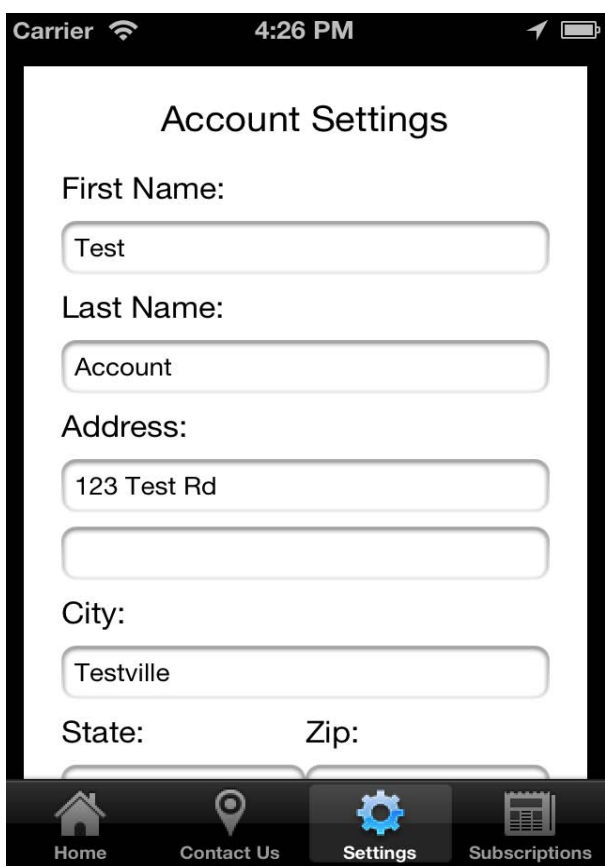 Carrier 4:26 PM
Account Settings
First Name:
Test
Last Name:
Account
Address:
123 Test Rd
City:
Testville
State: Zip:
Home Contact Us Settings Subscriptions